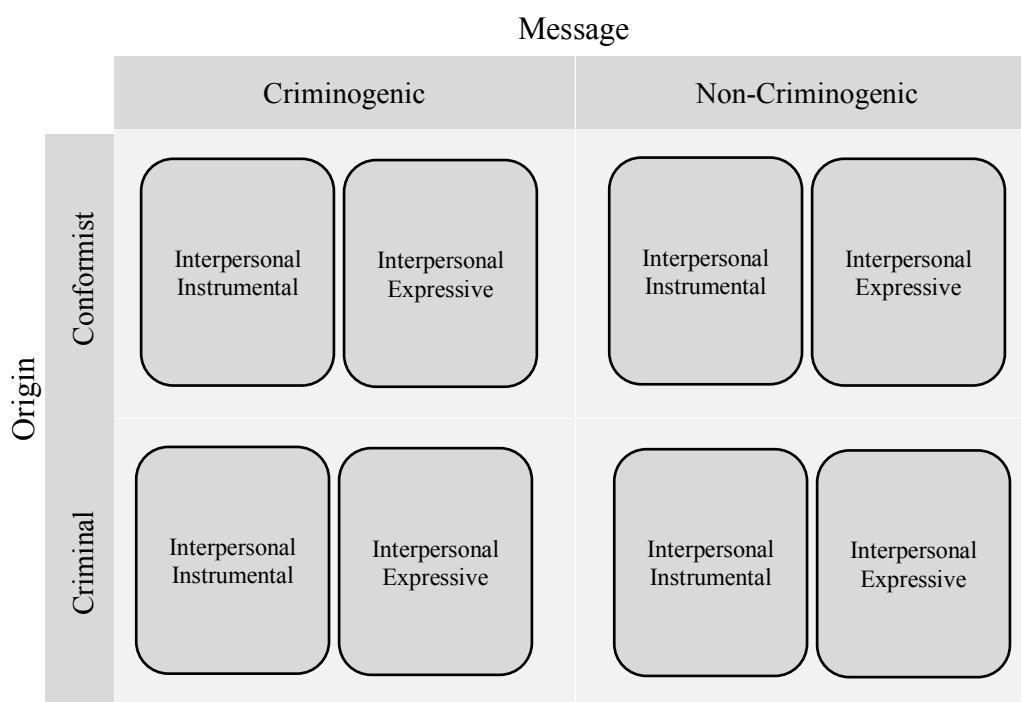 Message
Criminogenic
Non-Criminogenic
Origin
Conformist
Interpersonal
Instrumental
Interpersonal
Expressive
Interpersonal
Instrumental
Interpersonal
Expressive
Criminal
Interpersonal
Instrumental
Interpersonal
Expressive
Interpersonal
Instrumental
Interpersonal
Expressive